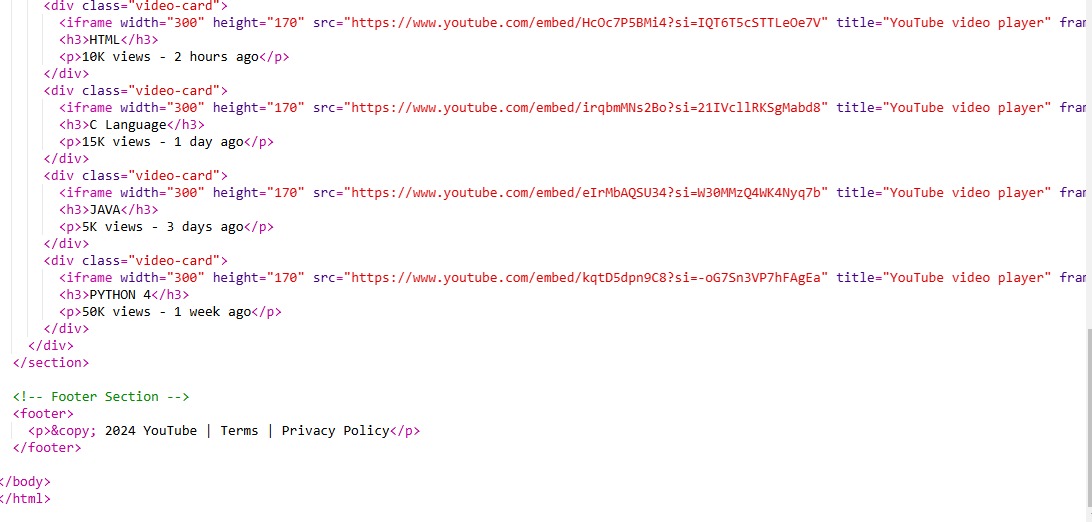 <div class="video-card">
<iframe width="300" height="170" src="https://www.youtube.com/embed/HcOc7P5BMi4?si=IQT6T5cSTTLeOe7V" title="YouTube video player" fram
<h3>HTML</h3>
<p>10K views - 2 hours ago</p>
</div>
<div class="video-card">
<iframe width="300" height="170" src="https://www.youtube.com/embed/irqbmMNs2Bo?si=21IVcllRKSgMabd8" title="YouTube video player" fram
<h3>C Language</h3>
<p>15K views - 1 day ago</p>
</div>
<div class="video-card">
<iframe width="300" height="170" src="https://www.youtube.com/embed/eIrMbAQSU34?si=W30MMzQ4WK4Nyq7b" title="YouTube video player" fram
<h3>JAVA</h3>
<p>5K views - 3 days ago</p>
</div>
<div class="video-card">
<iframe width="300" height="170" src="https://www.youtube.com/embed/kqtD5dpn9C8?si=-oG7Sn3VP7hFAgEa" title="YouTube video player" fram
<h3>PYTHON 4</h3>
<p>50K views - 1 week ago</p>
</div>
</div>
</section>
<!-- Footer Section -->
<footer>
<p>&copy; 2024 YouTube | Terms | Privacy Policy</p>
</footer>
</body>
</html>